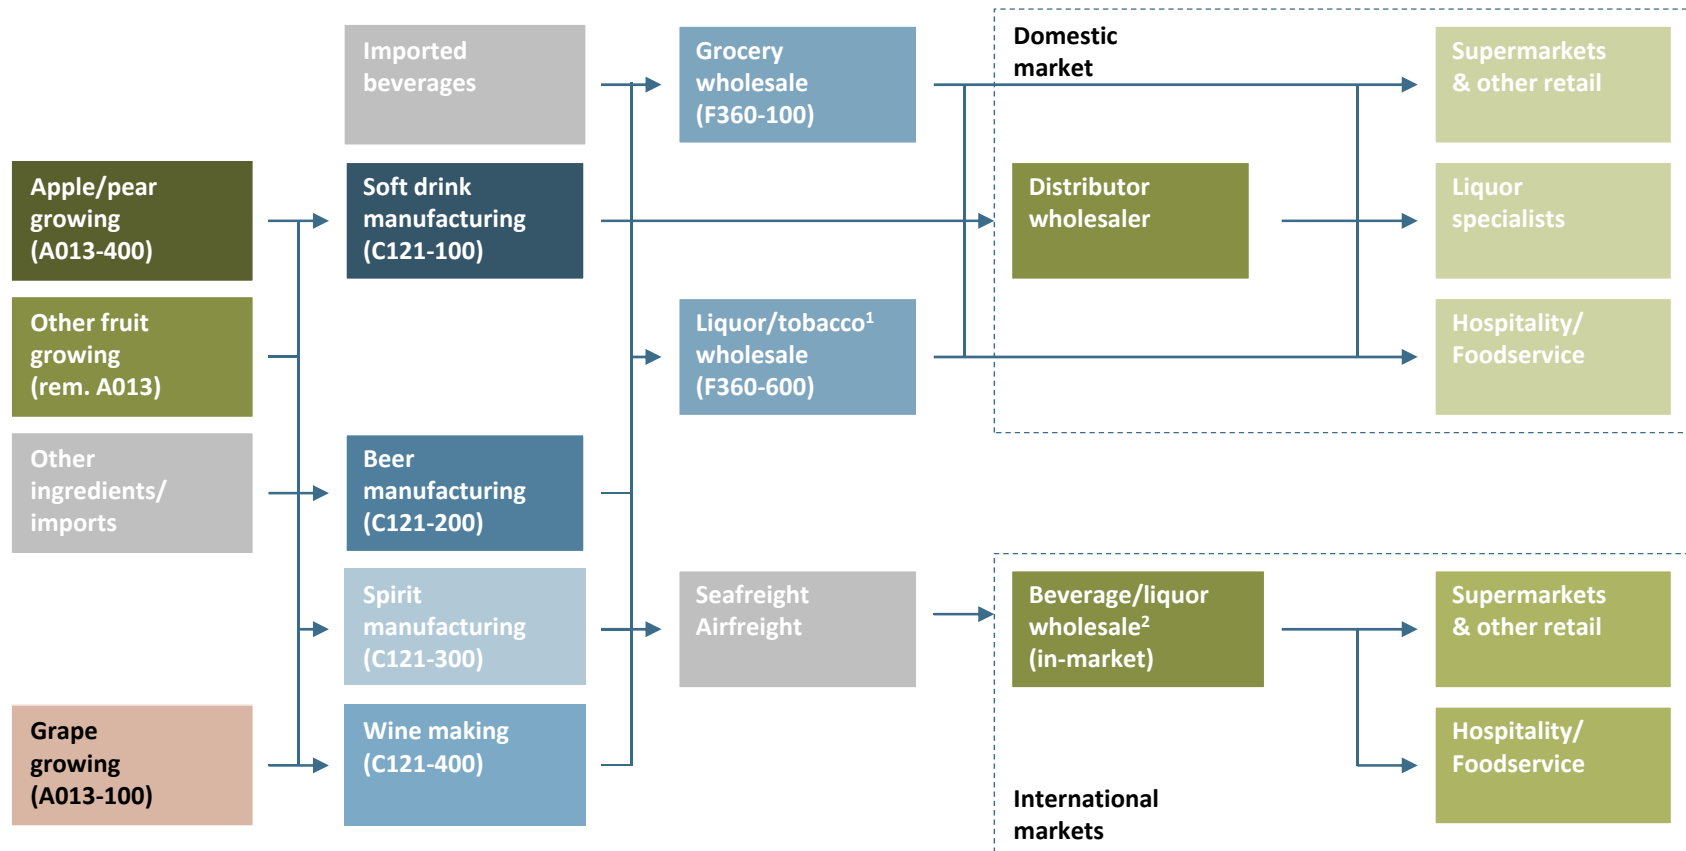 Imported
beverages
Grocery
wholesale
(F360-100)
Domestic
market
Supermarkets
& other retail
Apple/pear
growing
(A013-400)
Soft drink
manufacturing
(C121-100)
Distributor
wholesaler
Liquor
specialists
Other fruit
growing
(rem. A013)
Liquor/tobacco¹
wholesale
(F360-600)
Hospitality/
Foodservice
Other
ingredients/
imports
Beer
manufacturing
(C121-200)
Spirit
manufacturing
(C121-300)
Seafreight
Airfreight
Beverage/liquor
wholesale²
(in-market)
Supermarkets
& other retail
Grape
growing
(A013-100)
Wine making
(C121-400)
Hospitality/
Foodservice
International
markets